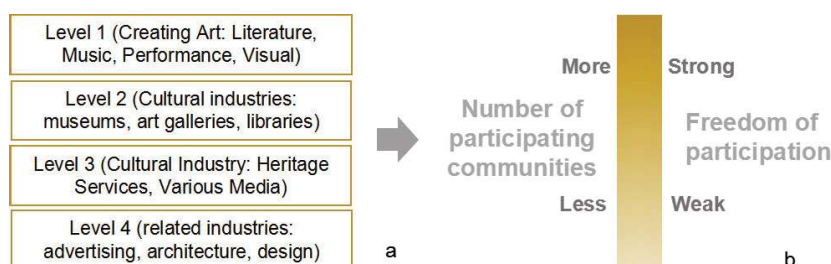 Level 1 (Creating Art: Literature,
Music, Performance, Visual)
Level 2 (Cultural industries:
museums, art galleries, libraries)
Level 3 (Cultural Industry: Heritage
Services, Various Media)
Level 4 (related industries:
advertising, architecture, design)
a
More
Strong
Number of
participating
communities
Freedom of
participation
Less
Weak
b